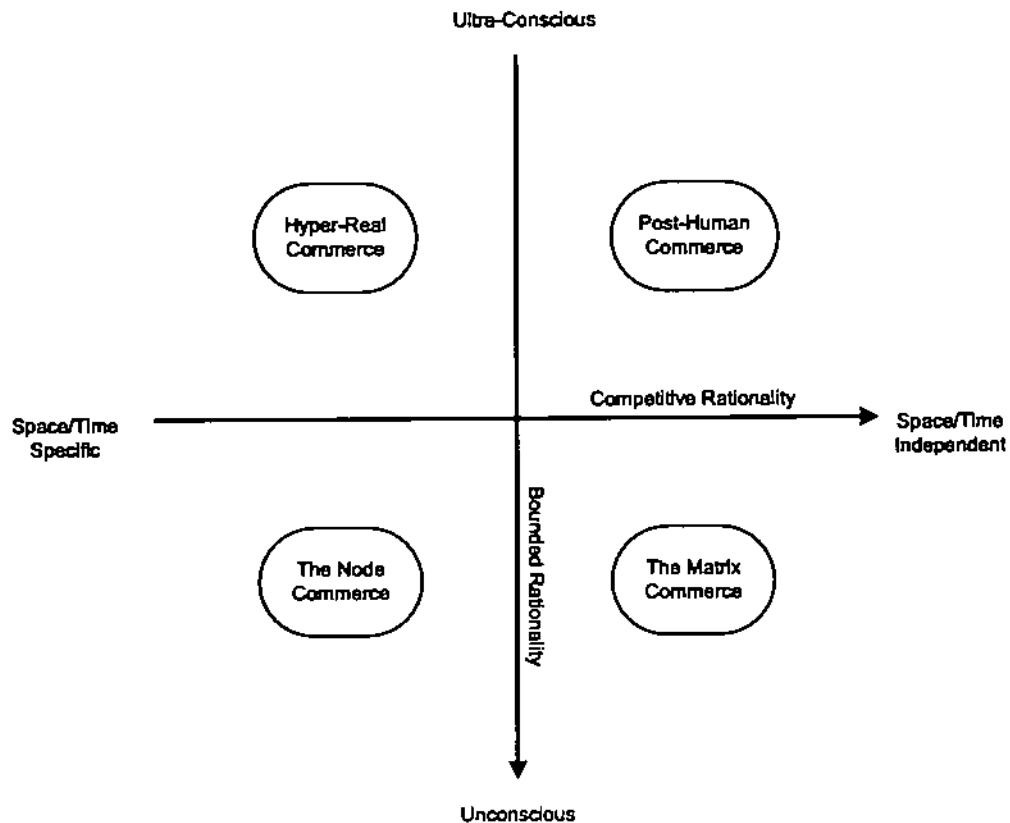 Ultra-Conscious
Hyper-Real
Commerce
Post-Human
Commerce
Competitive Rationality
Space/Time
Specific
Space/Time
Independent
Bounded Rationality
The Node
Commerce
The Matrix
Commerce
Unconscious